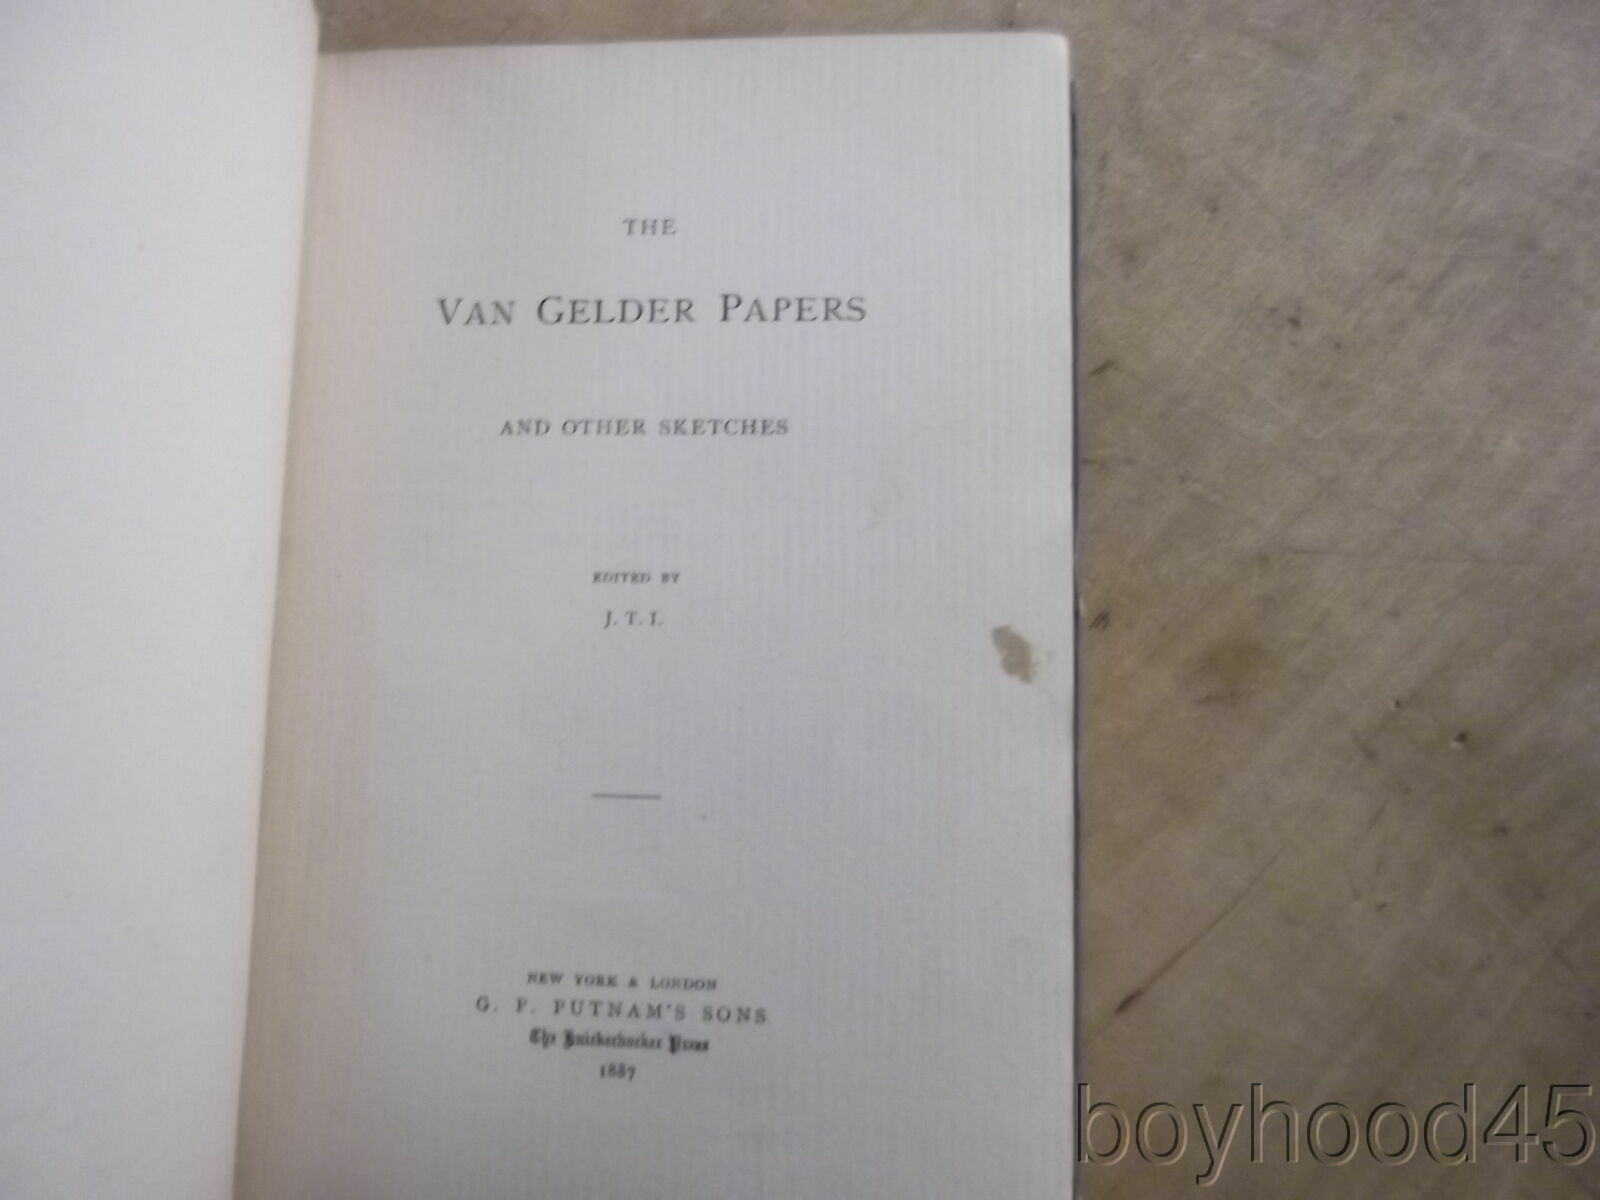 THE
VAN GELDER PAPERS
AND OTHER SKETCHES
EDITED BY
J. T. I.
NEW YORK & LONDON
G. P. PUTNAM'S SONS
The Knickerbocker Press
1887
boyhood45